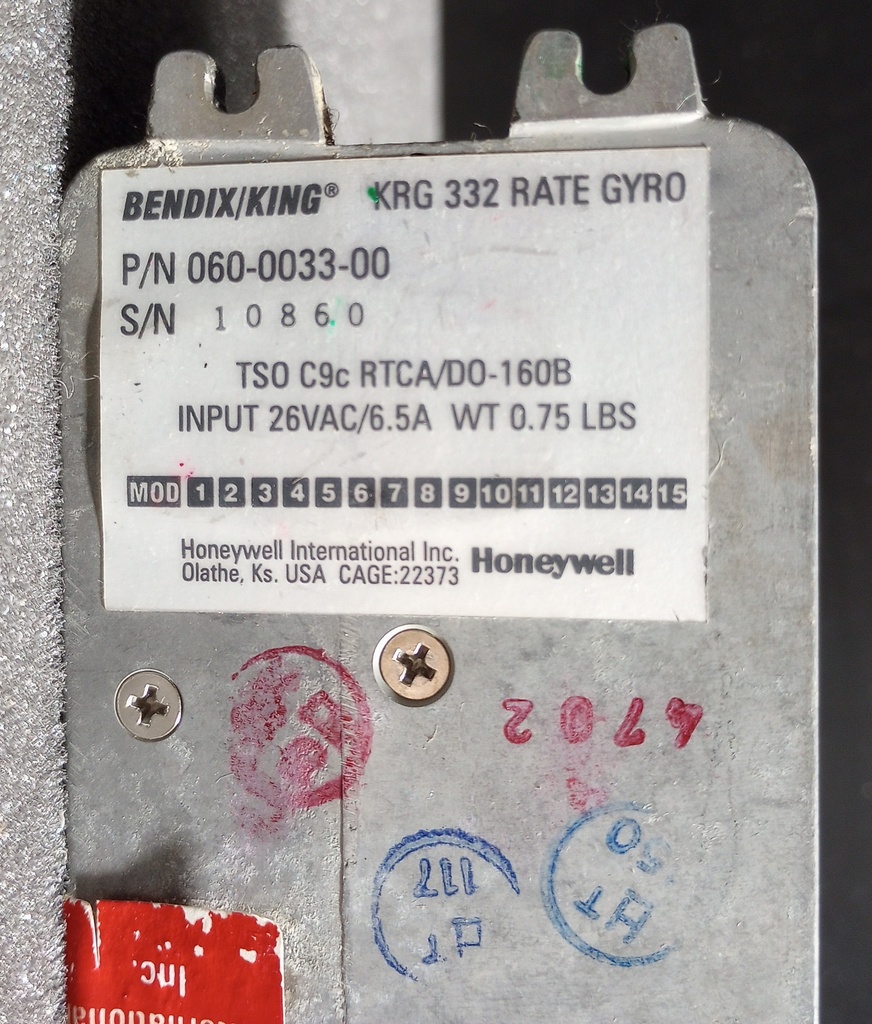 BENDIX/KING® KRG 332 RATE GYRO
P/N 060-0033-00
S/N 10860
TSO C9c RTCA/DO-160B
INPUT 26VAC/6.5A WT 0.75 LBS
MOD 1 2 3 4 5 6 7 8 9 10 11 12 13 14 15
Honeywell International Inc. Honeywell
Olathe, Ks. USA CAGE:22373
4702
117
Inc.